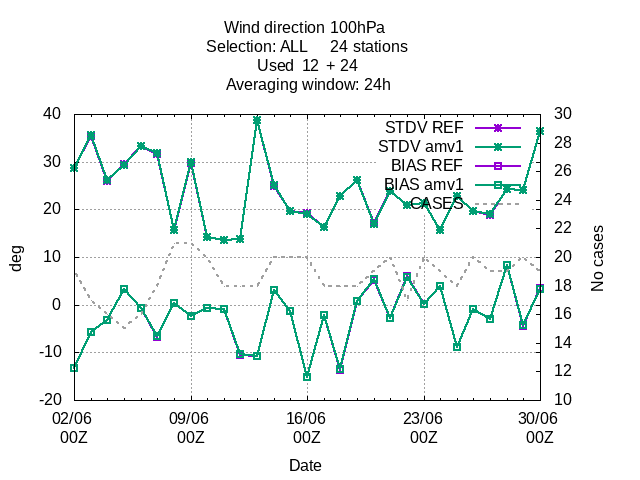 Wind direction 100hPa
Selection: ALL 24 stations
Used 12 + 24
Averaging window: 24h
40
30
20
10
0
-10
-20
deg
30
28
26
24
22
20
18
16
14
12
10
No cases
STDV REF
STDV amv1
BIAS REF
BIAS amv1
CASES
02/06 09/06 16/06 23/06 30/06
00Z 00Z 00Z 00Z 00Z
Date